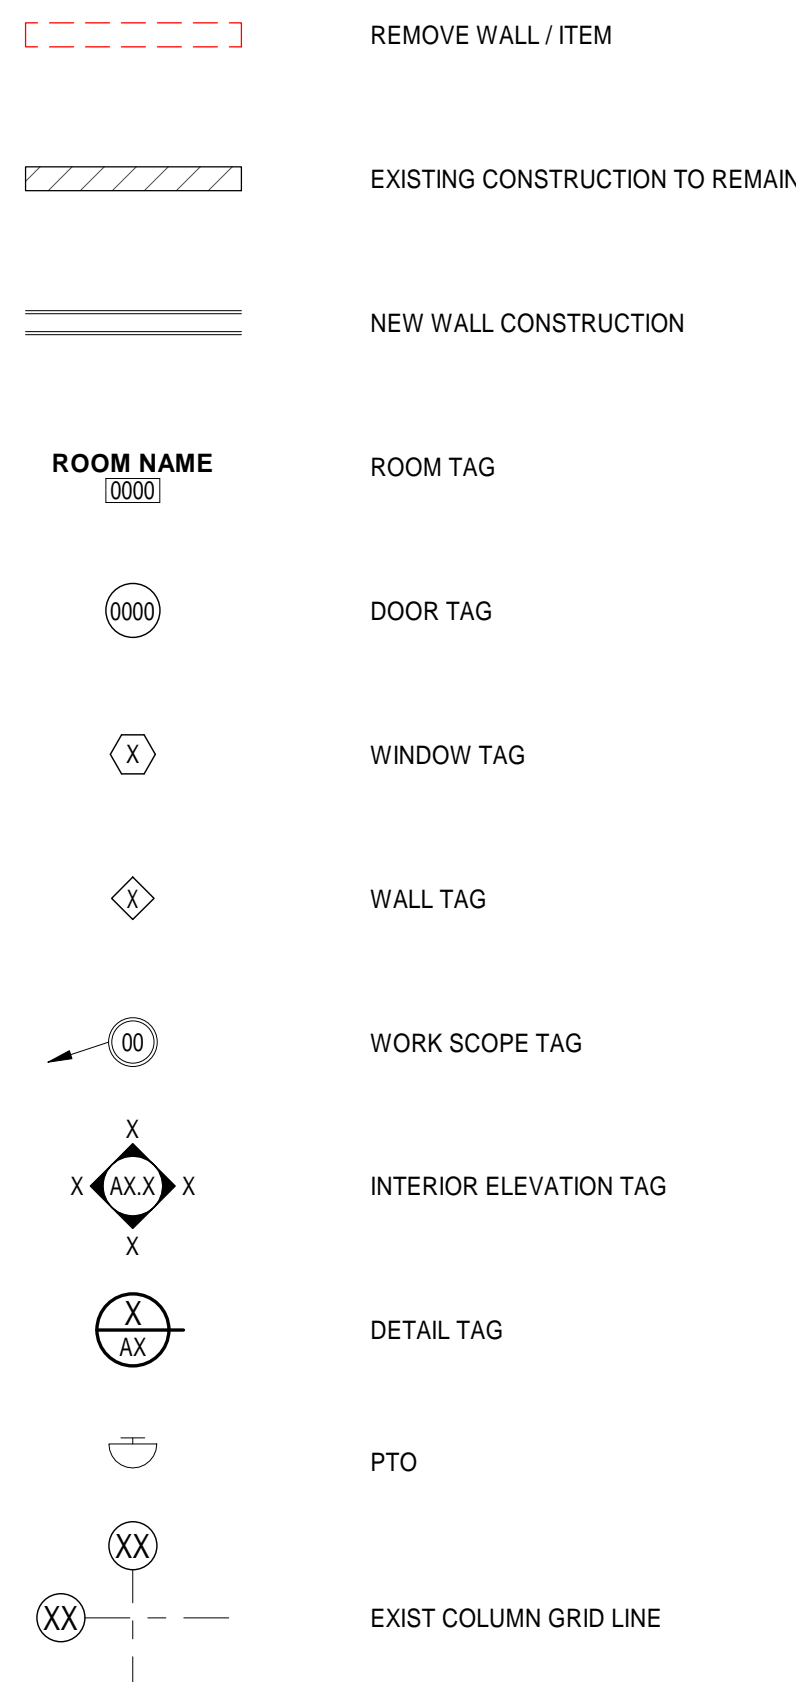 REMOVE WALL / ITEM
EXISTING CONSTRUCTION TO REMAIN
NEW WALL CONSTRUCTION
ROOM NAME
0000
ROOM TAG
0000
DOOR TAG
X
WINDOW TAG
X
WALL TAG
00
WORK SCOPE TAG
X
X AX.X X
X
INTERIOR ELEVATION TAG
X
AX
DETAIL TAG
PTO
XX
XX
EXIST COLUMN GRID LINE